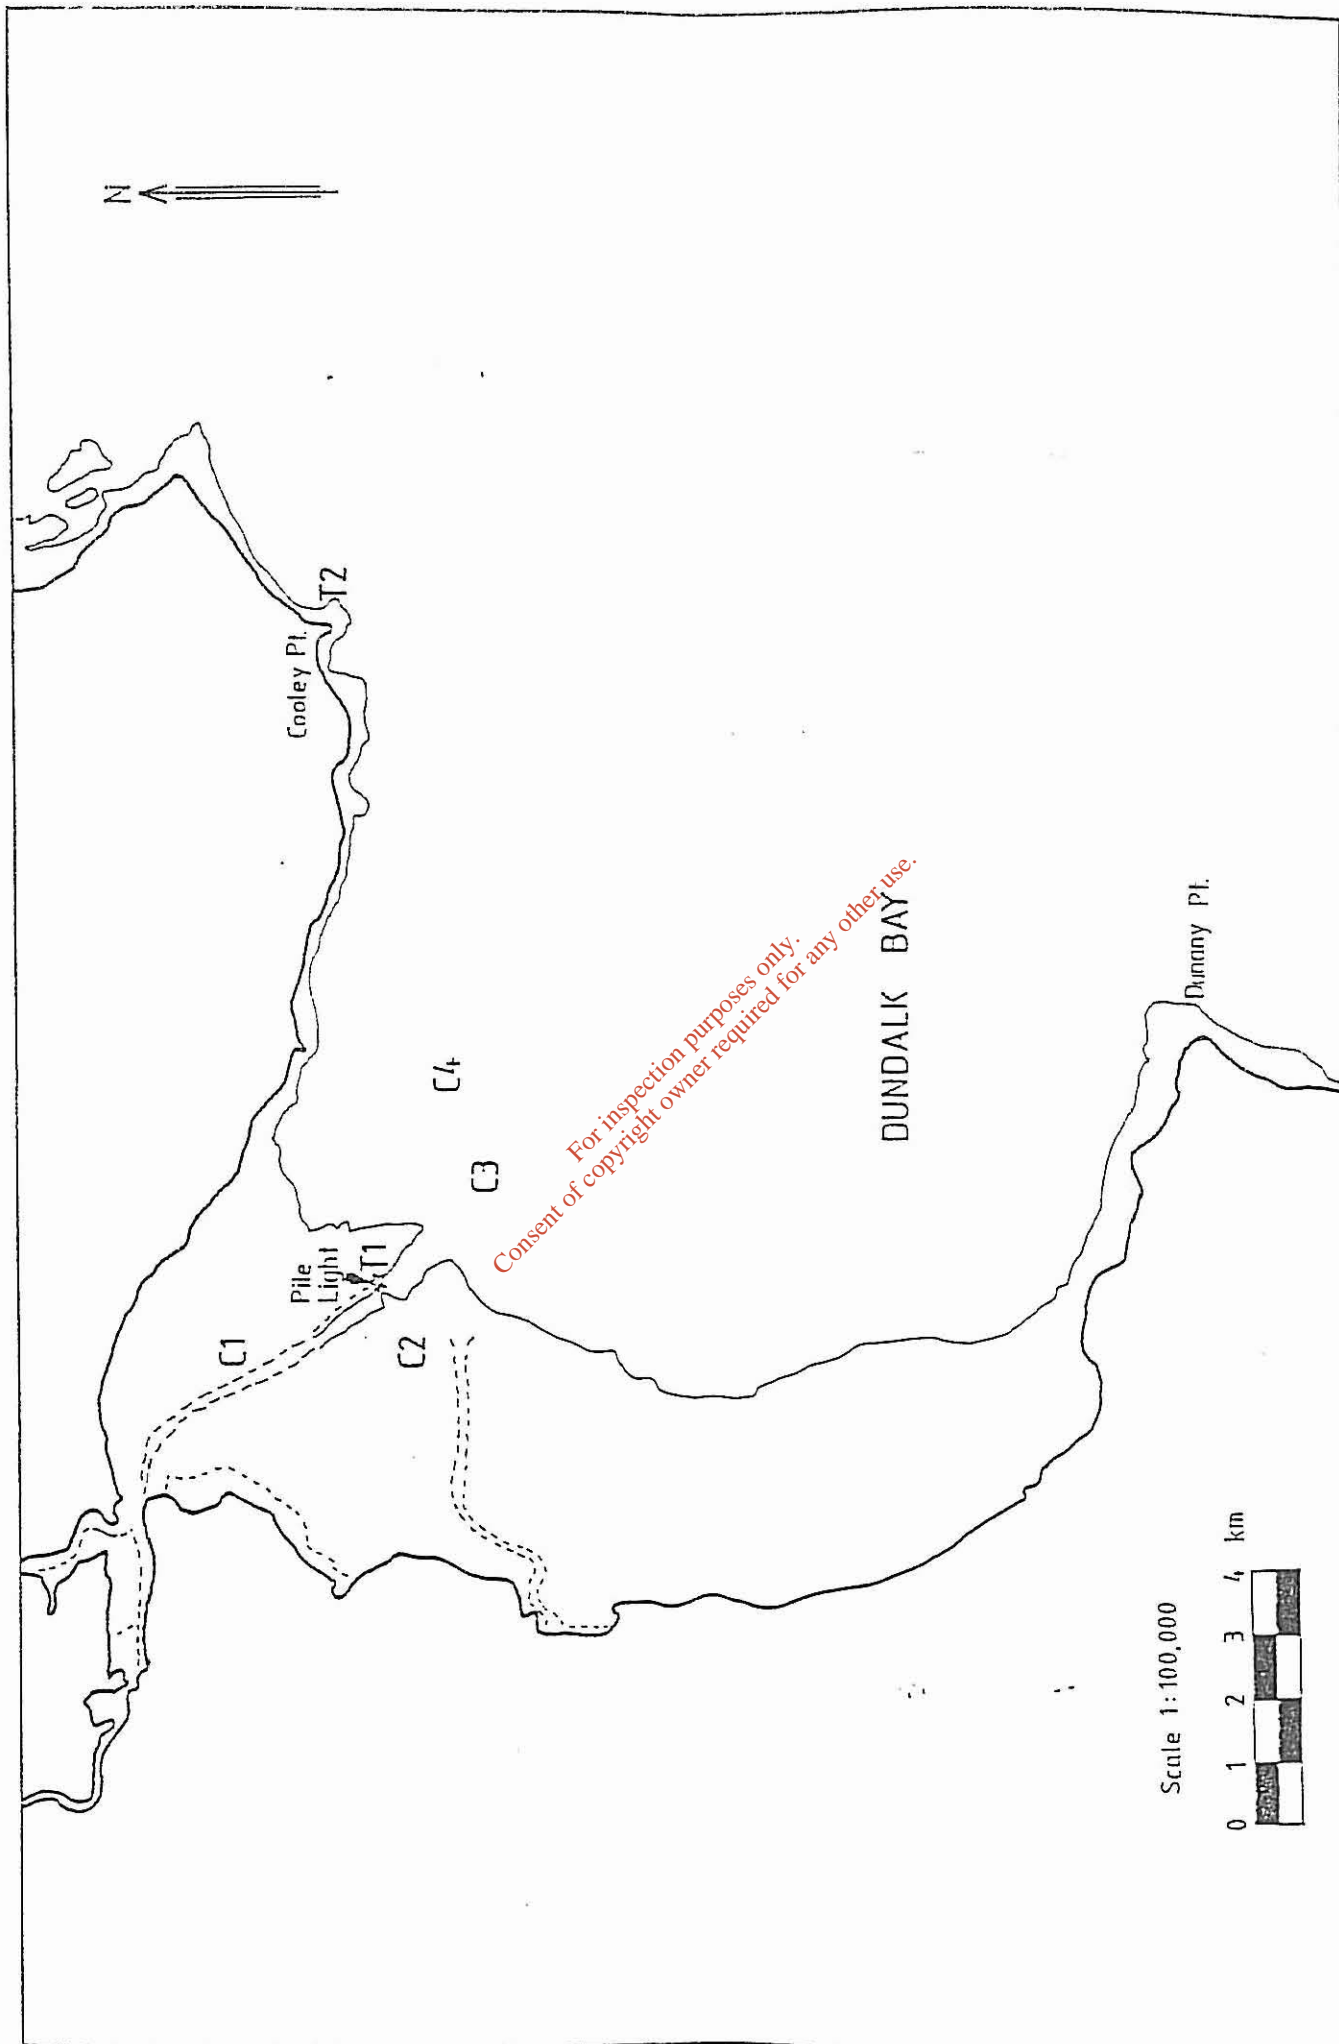 N
Cooley Pt.
T2
Pile
Light
T1
C1
C2
C3
C4
DUNDALK BAY
Dunany Pt.
Scale 1:100,000
0 1 2 3 4 km
For inspection purposes only.
Consent of copyright owner required for any other use.